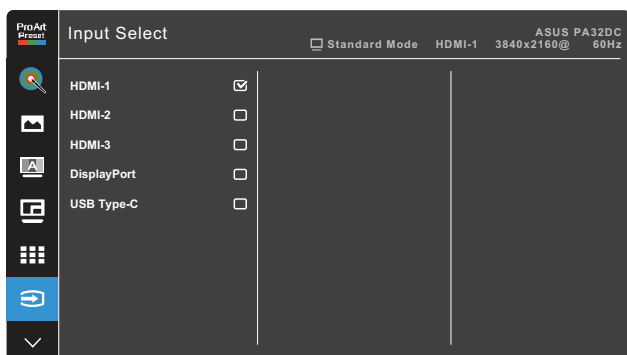 ProArt
Preset
Input Select
ASUS PA32DC
Standard Mode HDMI-1 3840x2160@ 60Hz
A
HDMI-1
HDMI-2
HDMI-3
DisplayPort
USB Type-C